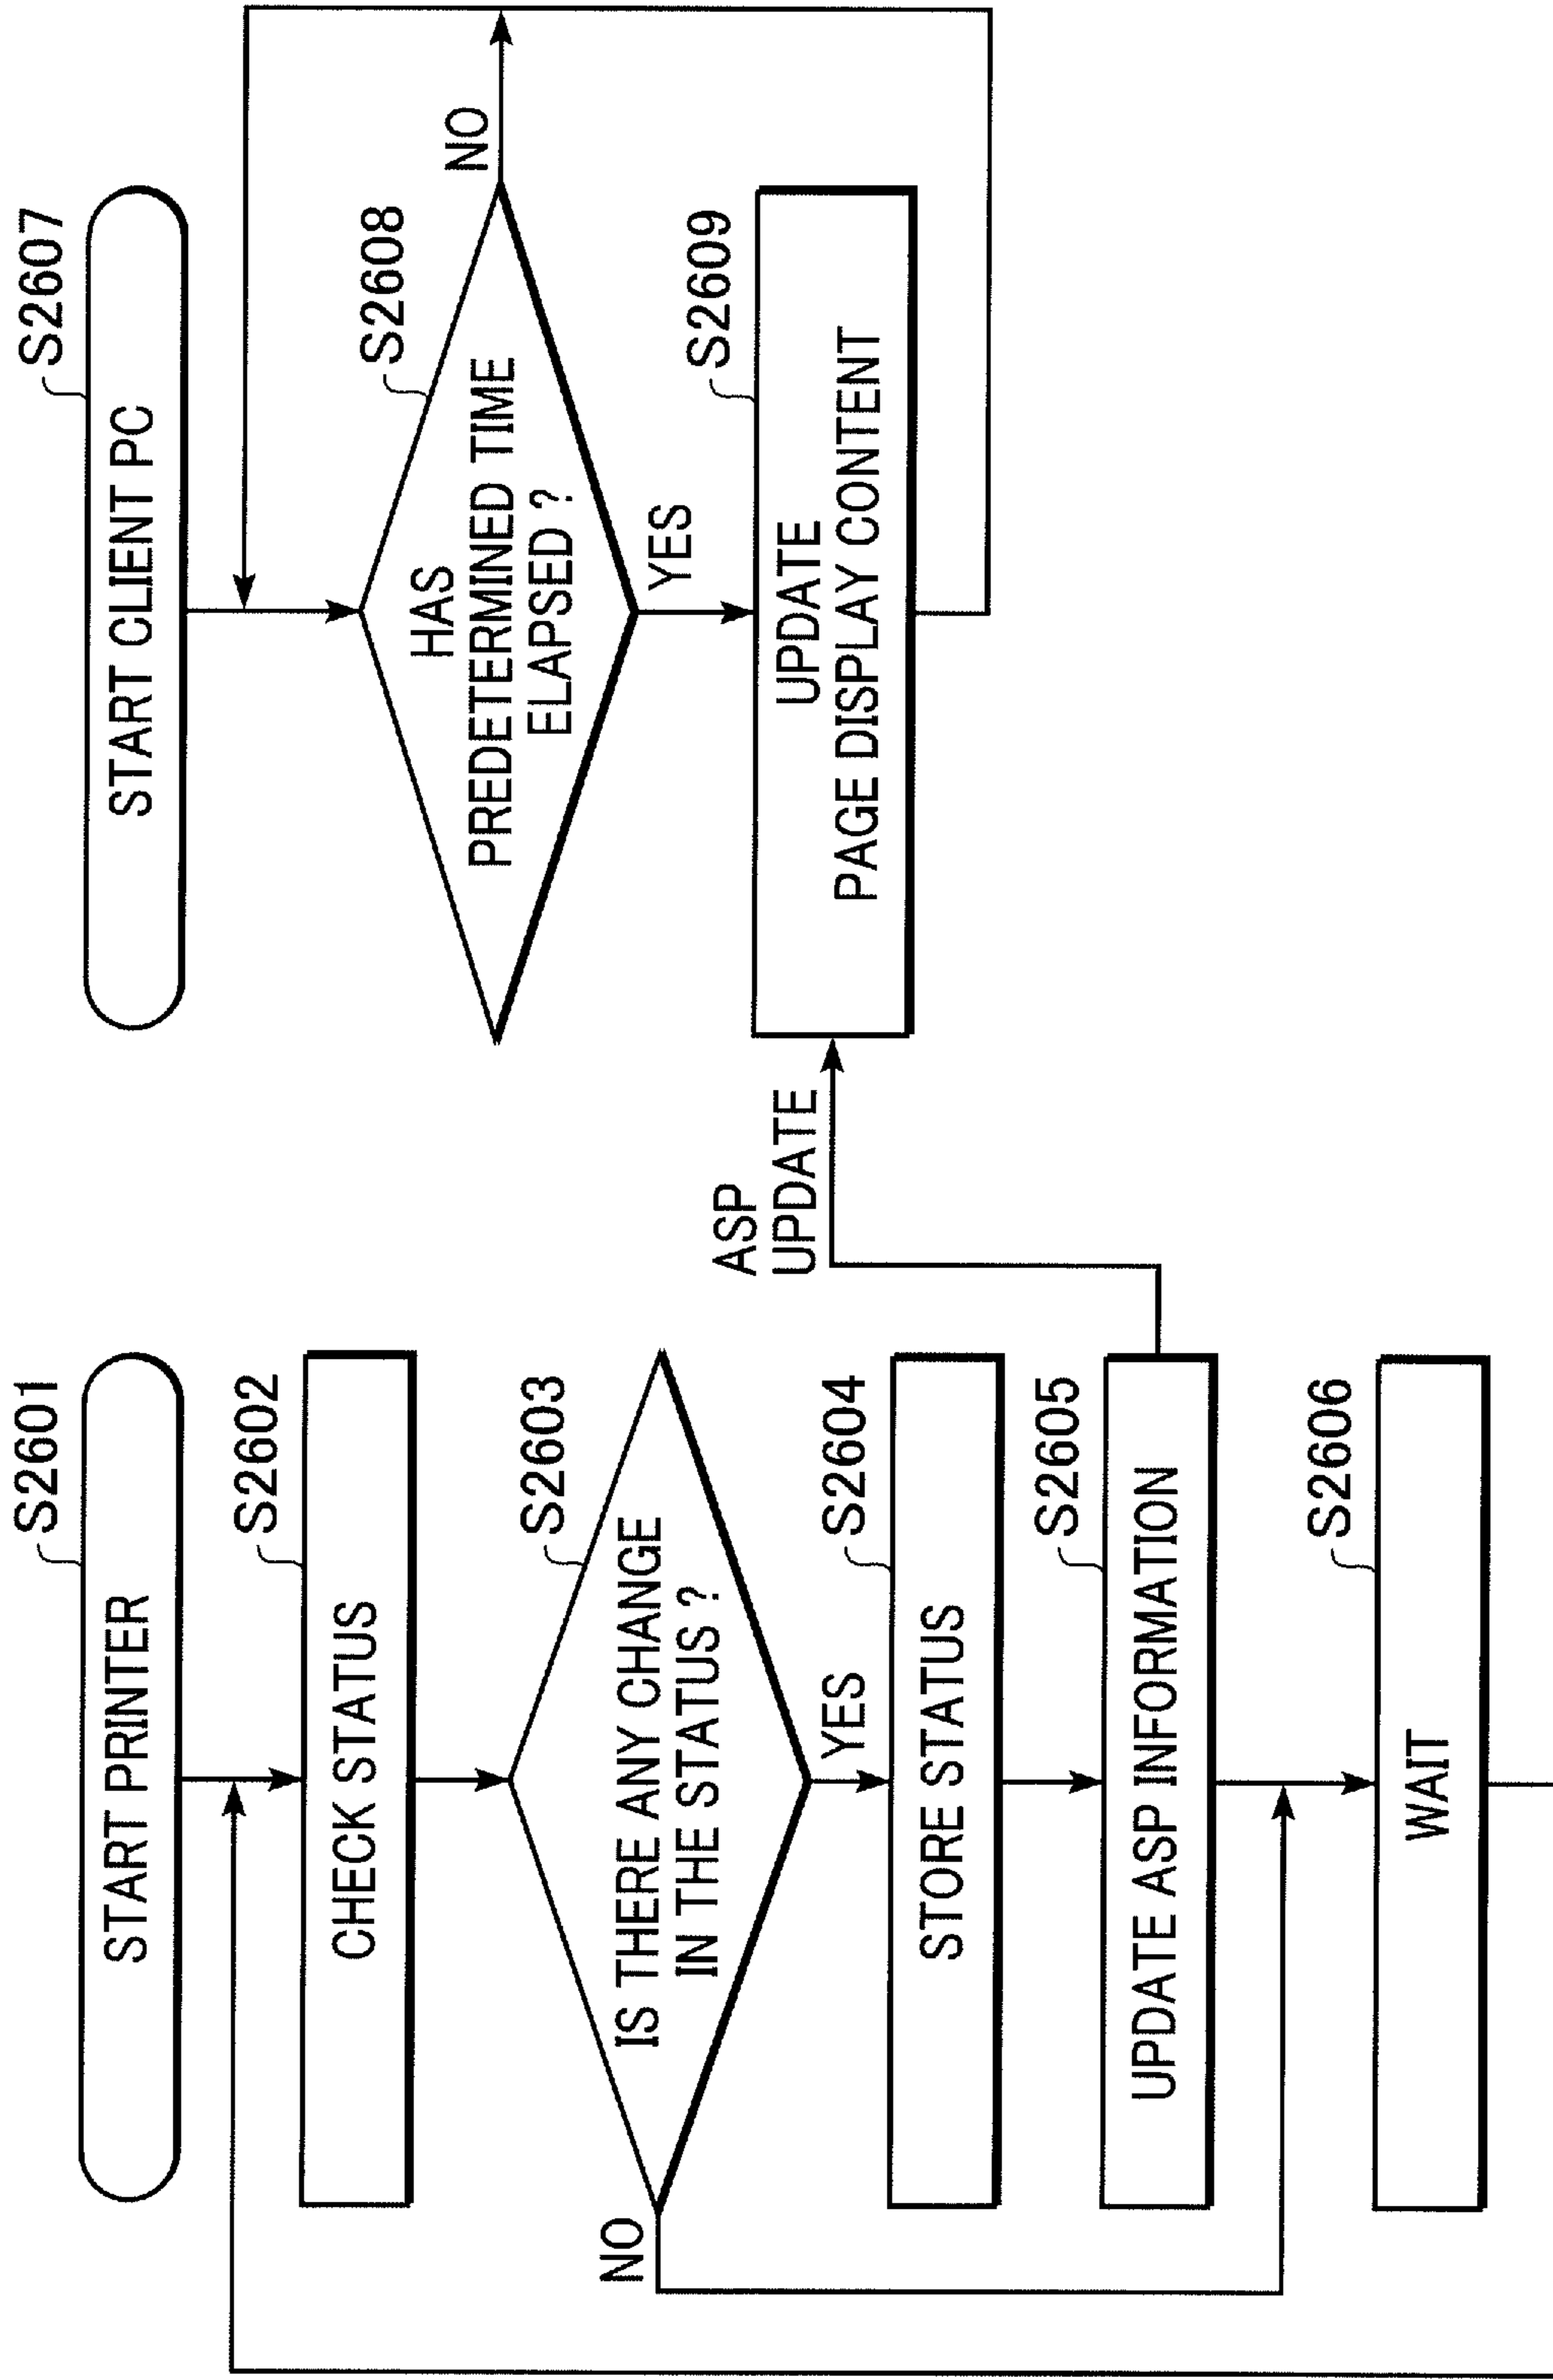 S2601
START PRINTER
S2602
CHECK STATUS
S2603
IS THERE ANY CHANGE
IN THE STATUS ?
NO
YES
S2604
STORE STATUS
S2605
UPDATE ASP INFORMATION
S2606
WAIT
ASP
UPDATE
S2607
START CLIENT PC
S2608
HAS
PREDETERMINED TIME
ELAPSED ?
NO
YES
S2609
UPDATE
PAGE DISPLAY CONTENT